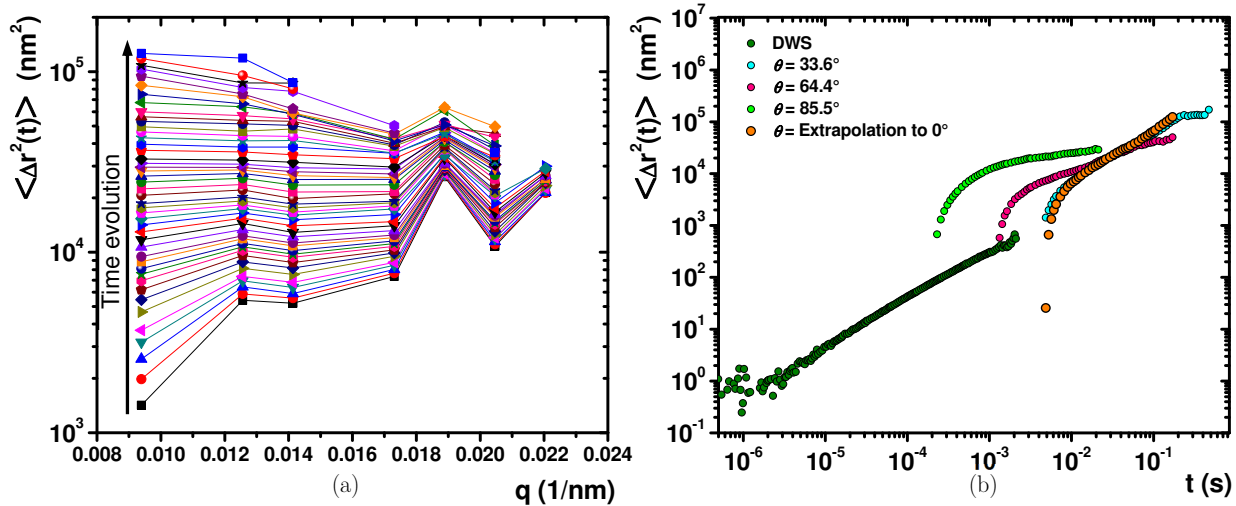 <Δr²(t)> (nm²)
10⁵
10⁴
10³
Time evolution
0.008 0.010 0.012 0.014 0.016 0.018 0.020 0.022 0.024
(a)
q (1/nm)
<Δr²(t)> (nm²)
10⁷
10⁶
10⁵
10⁴
10³
10²
10¹
10⁰
10⁻¹
DWS
θ = 33.6°
θ = 64.4°
θ = 85.5°
θ = Extrapolation to 0°
10⁻⁶ 10⁻⁵ 10⁻⁴ 10⁻³ 10⁻² 10⁻¹
(b)
t (s)